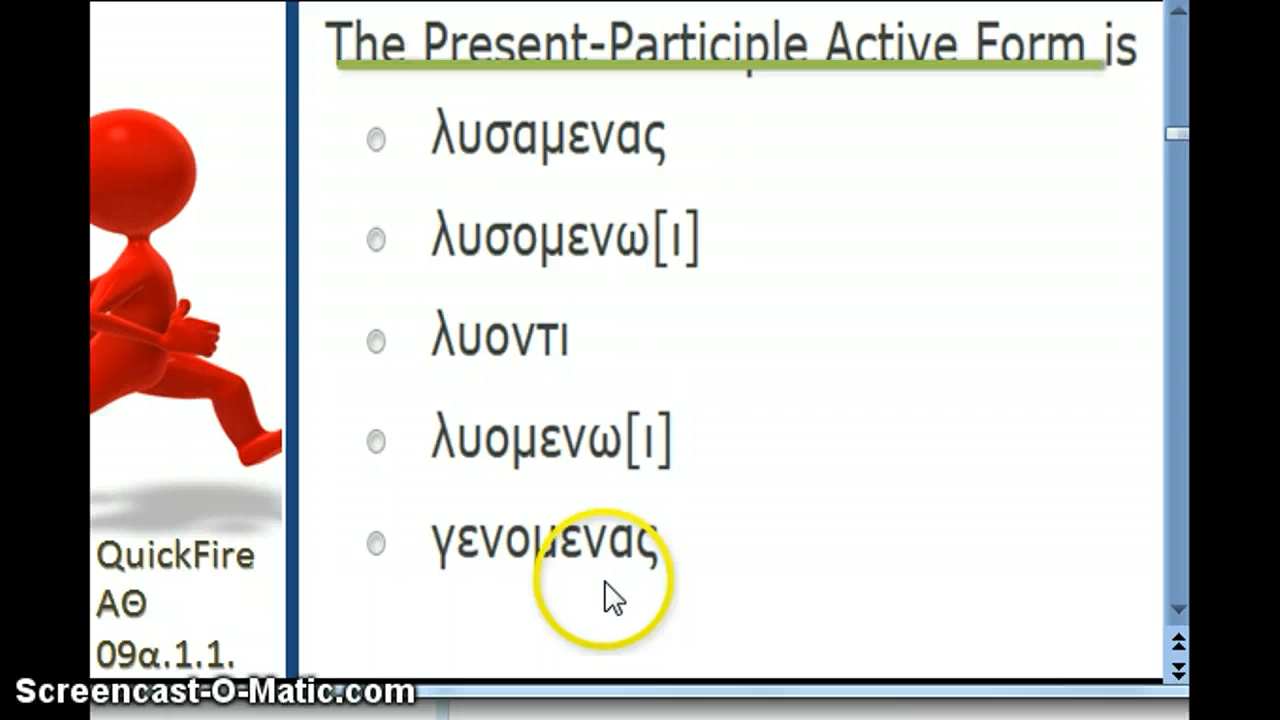 The Present-Participle Active Form is
λυσαμενας
λυσομενω[ι]
λυοντι
λυομενω[ι]
γενομενας
QuickFire
ΑΘ
09α.1.1.
Screencast-O-Matic.com